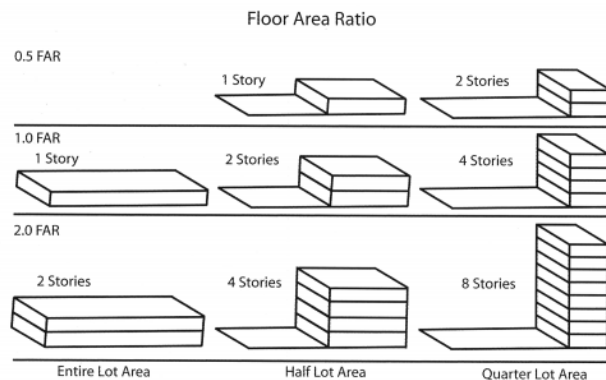 Floor Area Ratio
0.5 FAR
1 Story
2 Stories
1.0 FAR
1 Story
2 Stories
4 Stories
2.0 FAR
2 Stories
4 Stories
8 Stories
Entire Lot Area
Half Lot Area
Quarter Lot Area